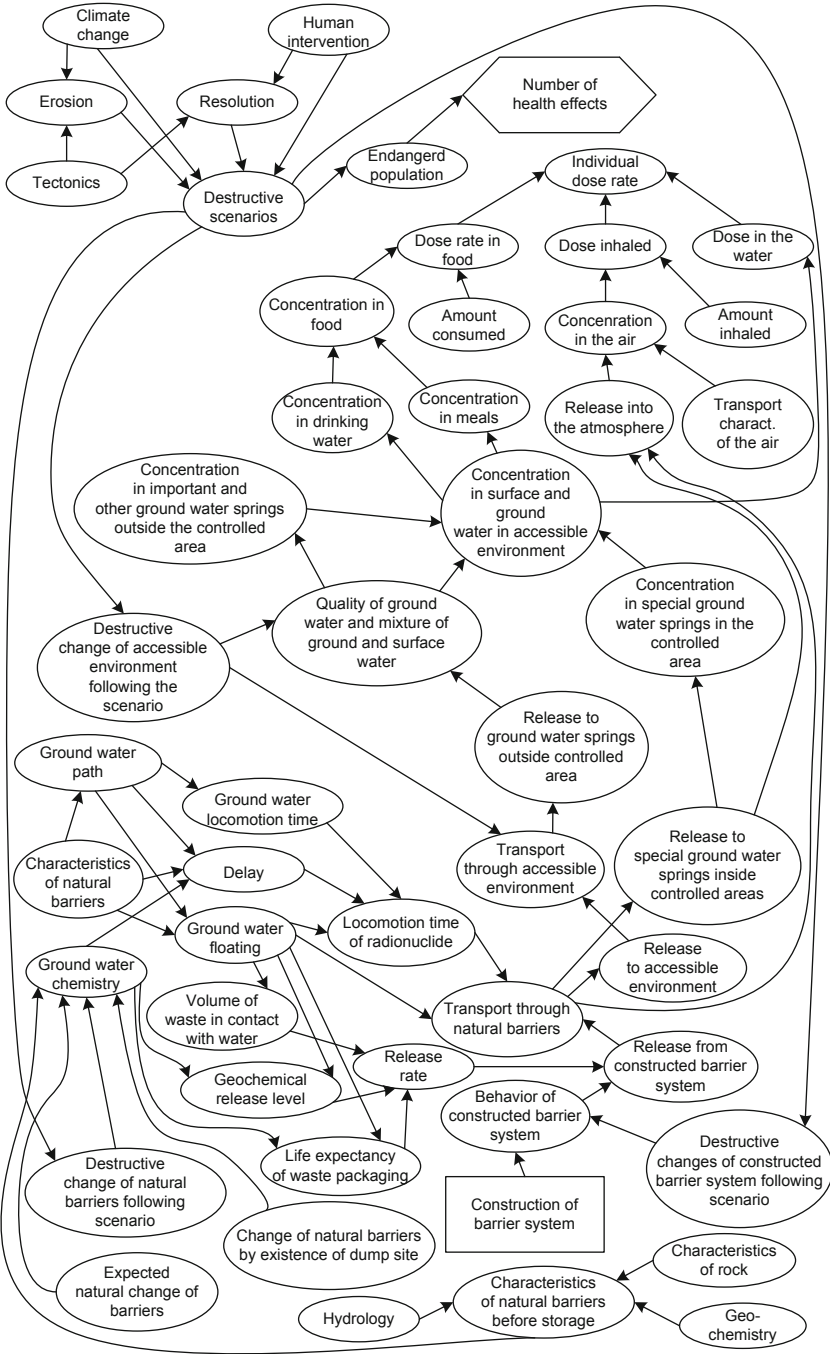 Climate
change
Human
intervention
Erosion
Resolution
Number of
health effects
Tectonics
Endangerd
population
Individual
dose rate
Destructive
scenarios
Dose rate in
food
Dose inhaled
Dose in the
water
Concentration in
food
Amount
consumed
Concenration
in the air
Amount
inhaled
Concentration
in drinking
water
Concentration
in meals
Release into
the atmosphere
Transport
charact.
of the air
Concentration
in important and
other ground water springs
outside the controlled
area
Concentration
in surface and
ground
water in accessible
environment
Concentration
in special ground
water springs in the
controlled
area
Destructive
change of accessible
environment
following the
scenario
Quality of ground
water and mixture of
ground and surface
water
Release to
ground water springs
outside controlled
area
Ground water
path
Ground water
locomotion time
Characteristics
of natural
barriers
Delay
Transport
through accessible
environment
Release to
special ground water
springs inside
controlled areas
Ground water
floating
Locomotion time
of radionuclide
Ground water
chemistry
Release
to accessible
environment
Volume of
waste in contact
with water
Transport through
natural barriers
Geochemical
release level
Release
rate
Release from
constructed barrier
system
Behavior of
constructed barrier
system
Destructive
change of natural
barriers following
scenario
Life expectancy
of waste packaging
Destructive
changes of constructed
barrier system following
scenario
Construction of
barrier system
Change of natural barriers
by existence of dump site
Expected
natural change of
barriers
Characteristics
of rock
Hydrology
Characteristics
of natural barriers
before storage
Geo-
chemistry